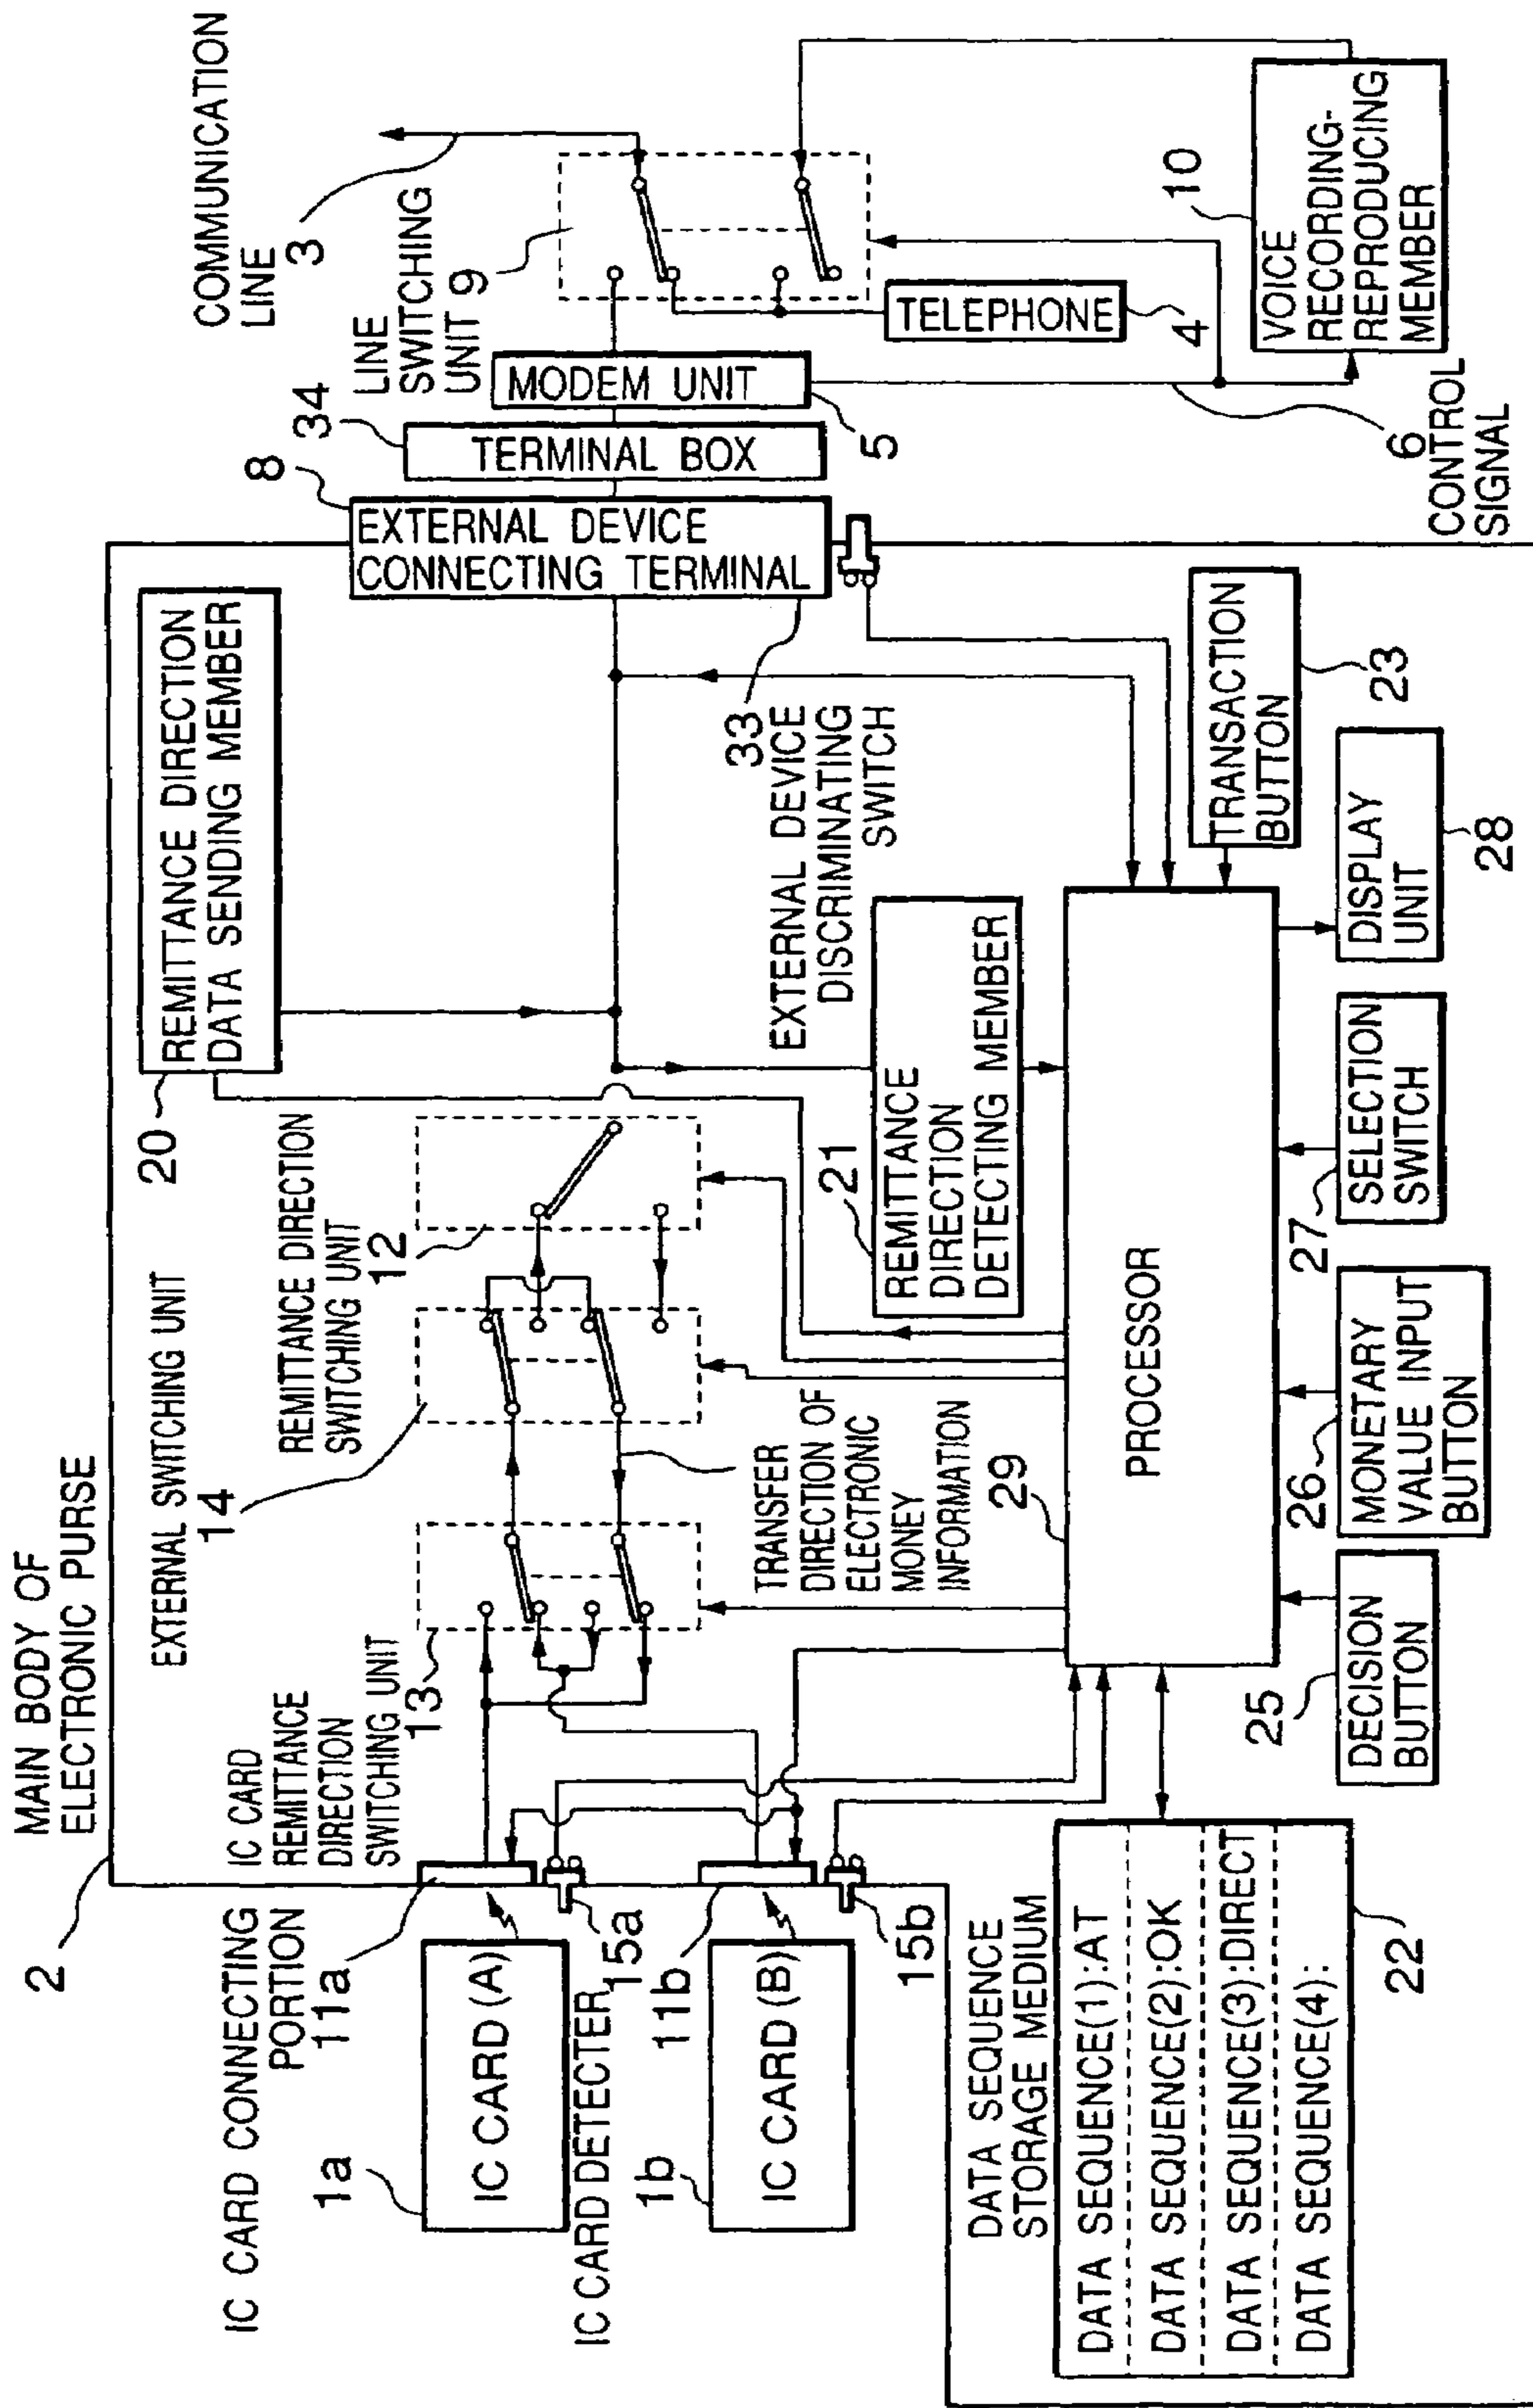 MAIN BODY OF
ELECTRONIC PURSE
2
IC CARD CONNECTING
PORTION
11a
1a
IC CARD (A)
IC CARD DETECTER
15a
11b
1b
IC CARD (B)
15b
IC CARD
REMITTANCE
DIRECTION
SWITCHING UNIT
13
EXTERNAL SWITCHING UNIT
14
REMITTANCE DIRECTION
SWITCHING UNIT
12
20
REMITTANCE DIRECTION
DATA SENDING MEMBER
TRANSFER
DIRECTION OF
ELECTRONIC
MONEY
INFORMATION
21
REMITTANCE
DIRECTION
DETECTING MEMBER
33
EXTERNAL DEVICE
DISCRIMINATING
SWITCH
8
EXTERNAL DEVICE
CONNECTING TERMINAL
34
TERMINAL BOX
MODEM UNIT
5
LINE
SWITCHING
UNIT 9
COMMUNICATION
LINE
3
TELEPHONE
4
6
CONTROL
SIGNAL
10
VOICE
RECORDING-
REPRODUCING
MEMBER
DATA SEQUENCE
STORAGE MEDIUM
DATA SEQUENCE(1):AT
DATA SEQUENCE(2):OK
DATA SEQUENCE(3):DIRECT
DATA SEQUENCE(4):
22
29
PROCESSOR
25
DECISION
BUTTON
26
MONETARY
VALUE INPUT
BUTTON
27
SELECTION
SWITCH
DISPLAY
UNIT
28
TRANSACTION
BUTTON
23